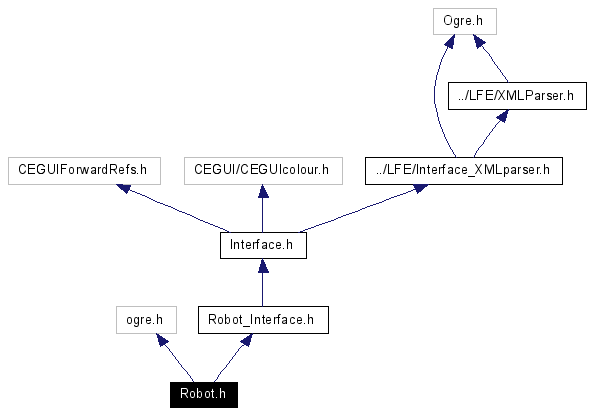 Ogre.h
../LFE/XMLParser.h
CEGUIForwardRefs.h
CEGUI/CEGUIcolour.h
../LFE/Interface_XMLparser.h
Interface.h
ogre.h
Robot_Interface.h
Robot.h